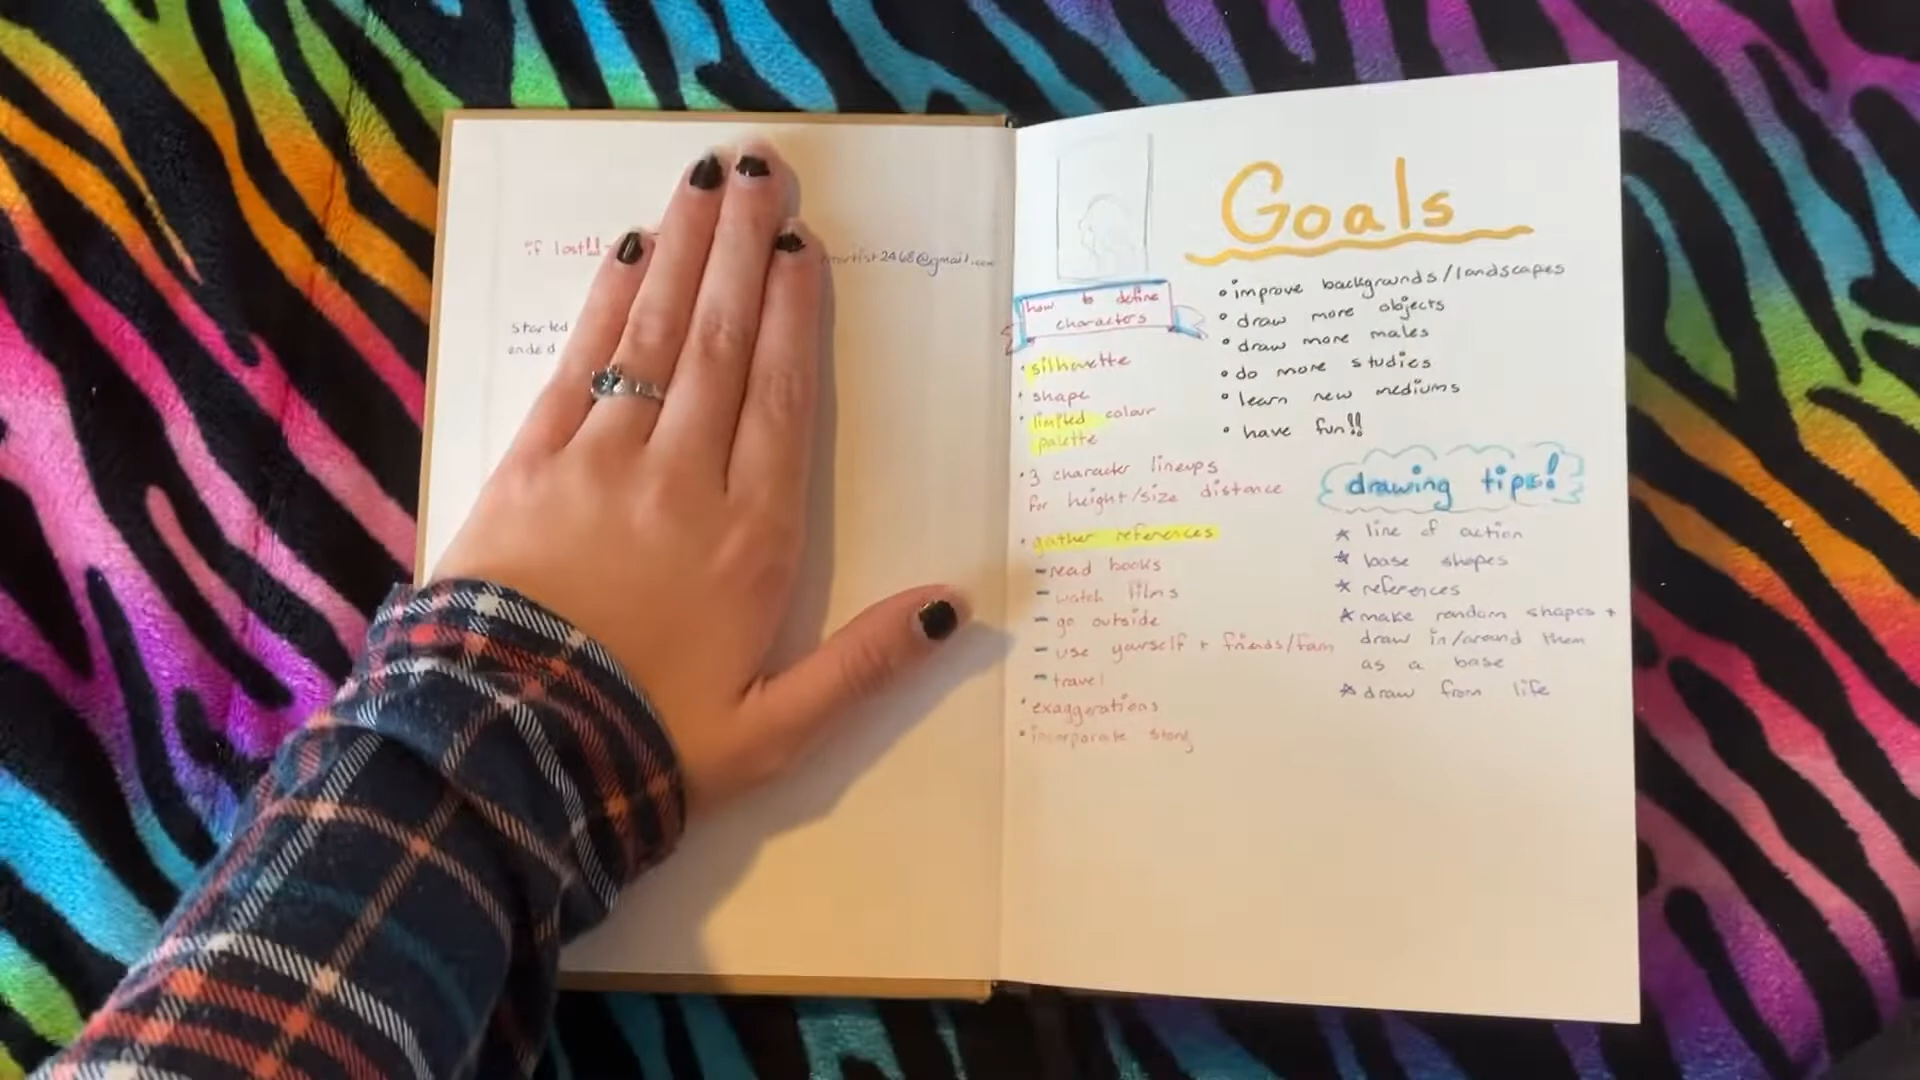 if lost!!
artist2468@gmail.com
started
ended
how to define
characters
• silhouette
• shape
• limited colour
palette
• 3 character lineups
for height/size distance
• gather references
- read books
- watch films
- go outside
- use yourself + friends/fam
- travel
• exaggerations
• incorporate story
Goals
• improve backgrounds/landscapes
• draw more objects
• draw more males
• do more studies
• learn new mediums
• have fun!!
drawing tips!
★ line of action
★ base shapes
★ references
★ make random shapes +
draw in/around them
as a base
★ draw from life